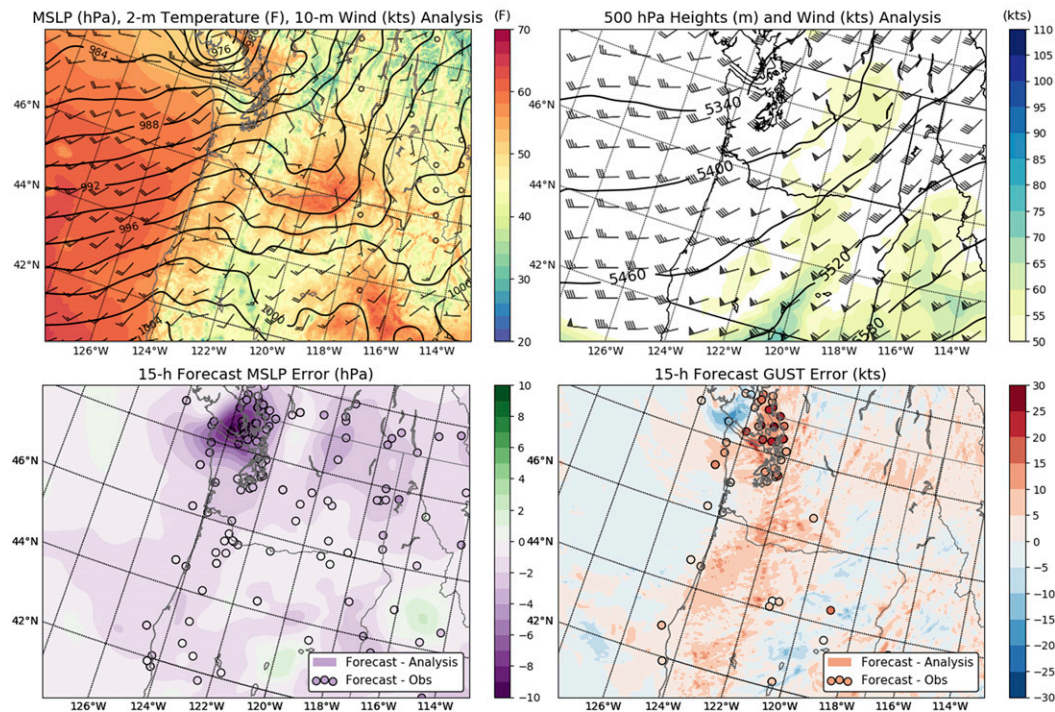 MSLP (hPa), 2-m Temperature (F), 10-m Wind (kts) Analysis (F)
500 hPa Heights (m) and Wind (kts) Analysis (kts)
984 976
988
992
996
1000
1000
1004
46°N
44°N
42°N
126°W 124°W 122°W 120°W 118°W 116°W 114°W
70
60
50
40
30
20
5340
5400
5460
5520
5580
46°N
44°N
42°N
126°W 124°W 122°W 120°W 118°W 116°W 114°W
110
105
100
95
90
85
80
75
70
65
60
55
50
15-h Forecast MSLP Error (hPa)
46°N
44°N
42°N
126°W 124°W 122°W 120°W 118°W 116°W 114°W
Forecast - Analysis
Forecast - Obs
10
8
6
4
2
0
−2
−4
−6
−8
−10
15-h Forecast GUST Error (kts)
46°N
44°N
42°N
126°W 124°W 122°W 120°W 118°W 116°W 114°W
Forecast - Analysis
Forecast - Obs
30
25
20
15
10
5
0
−5
−10
−15
−20
−25
−30